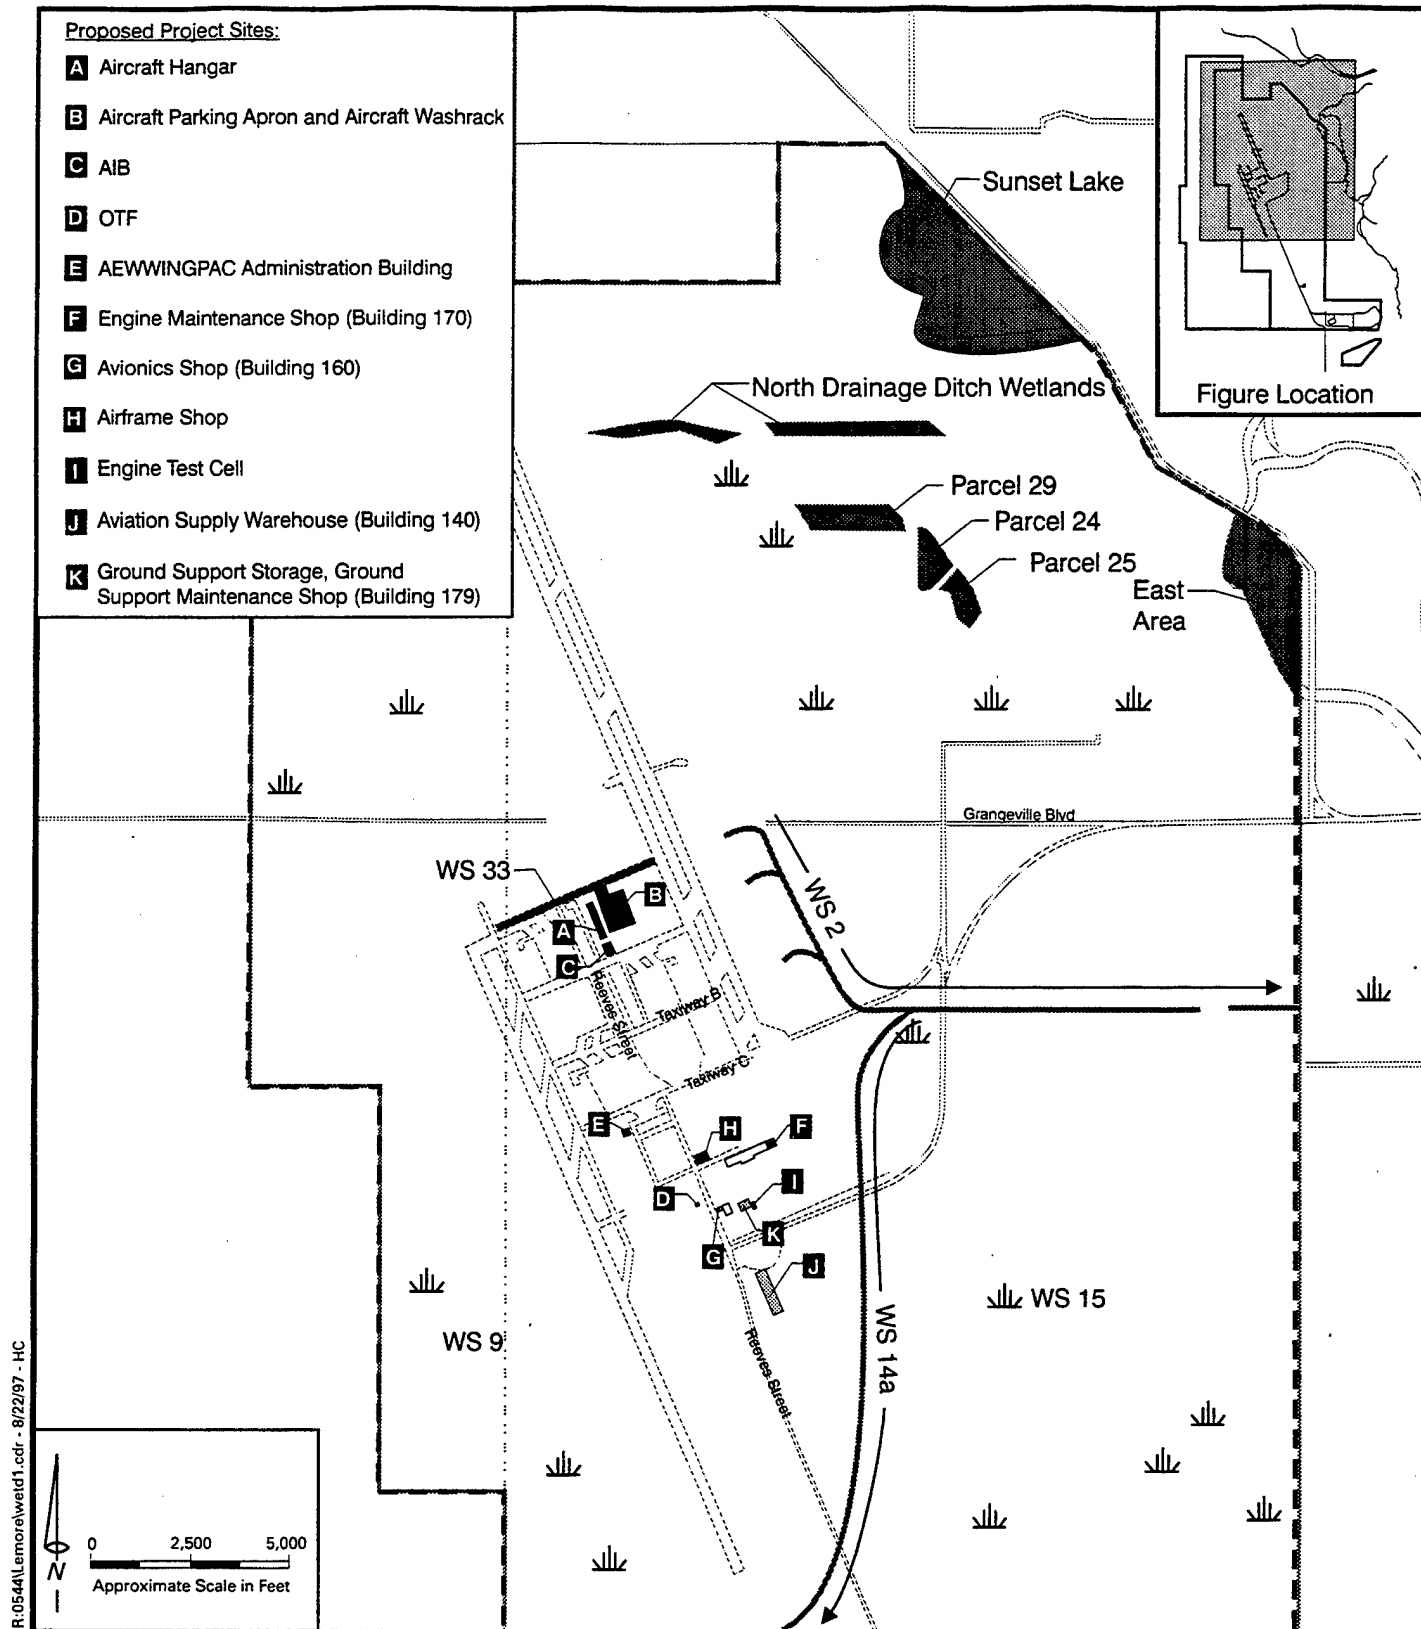 Proposed Project Sites:
A Aircraft Hangar
B Aircraft Parking Apron and Aircraft Washrack
C AIB
D OTF
E AEWWINGPAC Administration Building
F Engine Maintenance Shop (Building 170)
G Avionics Shop (Building 160)
H Airframe Shop
I Engine Test Cell
J Aviation Supply Warehouse (Building 140)
K Ground Support Storage, Ground
Support Maintenance Shop (Building 179)
Sunset Lake
Figure Location
North Drainage Ditch Wetlands
Parcel 29
Parcel 24
Parcel 25
East
Area
Grangeville Blvd
WS 33
B
A
C
WS 2
Reeves Street
Taxiway B
Taxiway C
E
H
F
D
I
G
K
J
WS 15
WS 9
WS 14a
Reeves Street
N
0 2,500 5,000
Approximate Scale in Feet
R:0544\Lemore\wetd1.cdr - 8/22/97 - HC